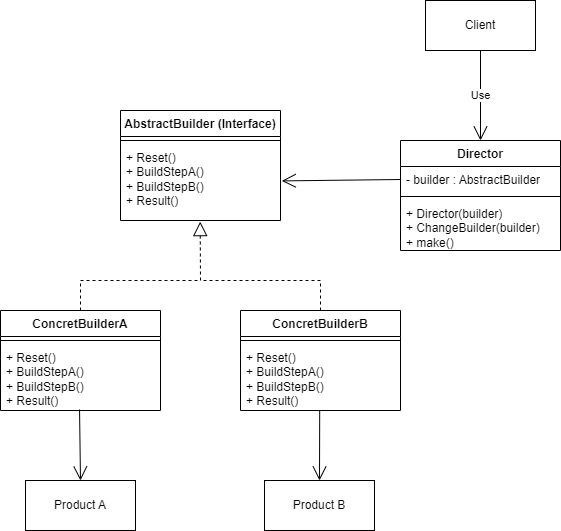 Client
Use
AbstractBuilder (Interface)
+ Reset()
+ BuildStepA()
+ BuildStepB()
+ Result()
Director
- builder : AbstractBuilder
+ Director(builder)
+ ChangeBuilder(builder)
+ make()
ConcretBuilderA
+ Reset()
+ BuildStepA()
+ BuildStepB()
+ Result()
ConcretBuilderB
+ Reset()
+ BuildStepA()
+ BuildStepB()
+ Result()
Product A
Product B